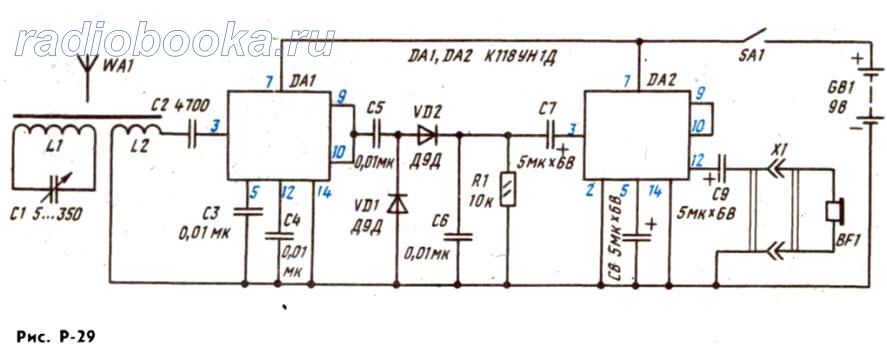 radiobooka.ru
WA1
DA1, DA2 К118УН1Д
SA1
7 DA1
7 DA2
C2 4700
3
9
10
C5
0,01мк
VD2
Д9Д
C7
5мк×6В
3
9
10
12
GB1
9В
+
−
L1
L2
C1 5...350
5 12 14
C3
0,01 мк
C4
0,01
мк
VD1
Д9Д
C6
0,01мк
R1
10к
2 5 14
C8 5мк×6В
C9
5мк×6В
X1
BF1
Рис. Р-29